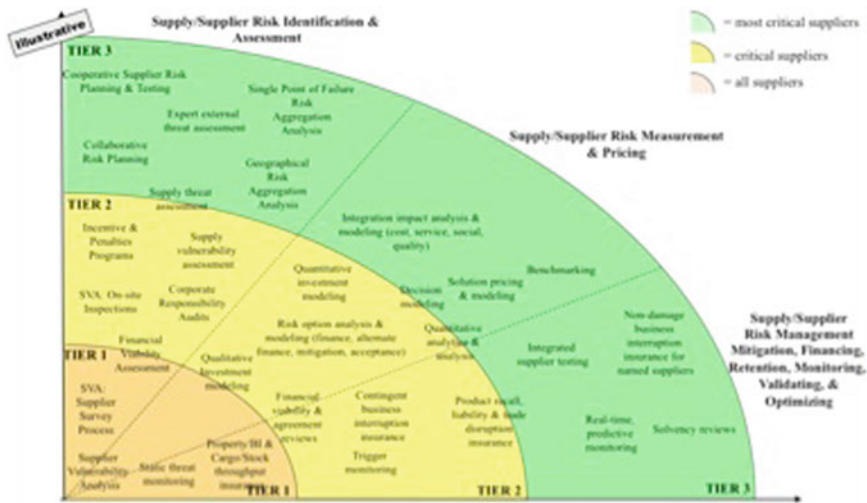 Illustrative
Supply/Supplier Risk Identification &
Assessment
= most critical suppliers
= critical suppliers
= all suppliers
TIER 3
Cooperative Supplier Risk
Planning & Testing
Single Point of Failure
Risk
Aggregation
Analysis
Expert external
threat assessment
Collaborative
Risk Planning
Geographical
Risk
Aggregation
Analysis
Supply threat
assessment
Supply/Supplier Risk Measurement
& Pricing
TIER 2
Incentive &
Penalties
Programs
Supply
vulnerability
assessment
Integration impact analysis &
modeling (cost, service, social,
quality)
Quantitative
investment
modeling
Decision
modeling
Solution pricing
& modeling
Benchmarking
SVA: On-site
Inspections
Corporate
Responsibility
Audits
Risk option analysis &
modeling (finance, alternate
finance, mitigation, acceptance)
Quantitative
analysis
Non-damage
business
interruption
insurance for
named suppliers
Integrated
supplier testing
Supply/Supplier
Risk Management
Mitigation, Financing,
Retention, Monitoring,
Validating, &
Optimizing
TIER 1
Financial
Viability
Assessment
Qualitative
Investment
modeling
SVA:
Supplier
Survey
Process
Financial
viability &
agreement
reviews
Contingent
business
interruption
insurance
Product recall,
liability & trade
disruption
insurance
Real-time,
predictive
monitoring
Solvency reviews
Supplier
Vulnerability
Analysis
Static threat
monitoring
Property/BI &
Cargo/Stock
throughput
insurance
Trigger
monitoring
TIER 1
TIER 2
TIER 3